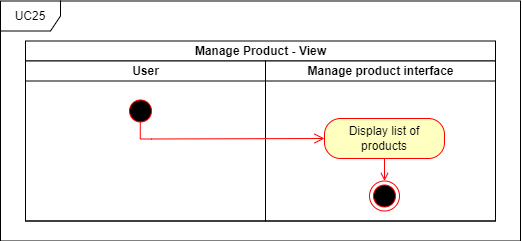 UC25
Manage Product - View
User
Manage product interface
Display list of
products